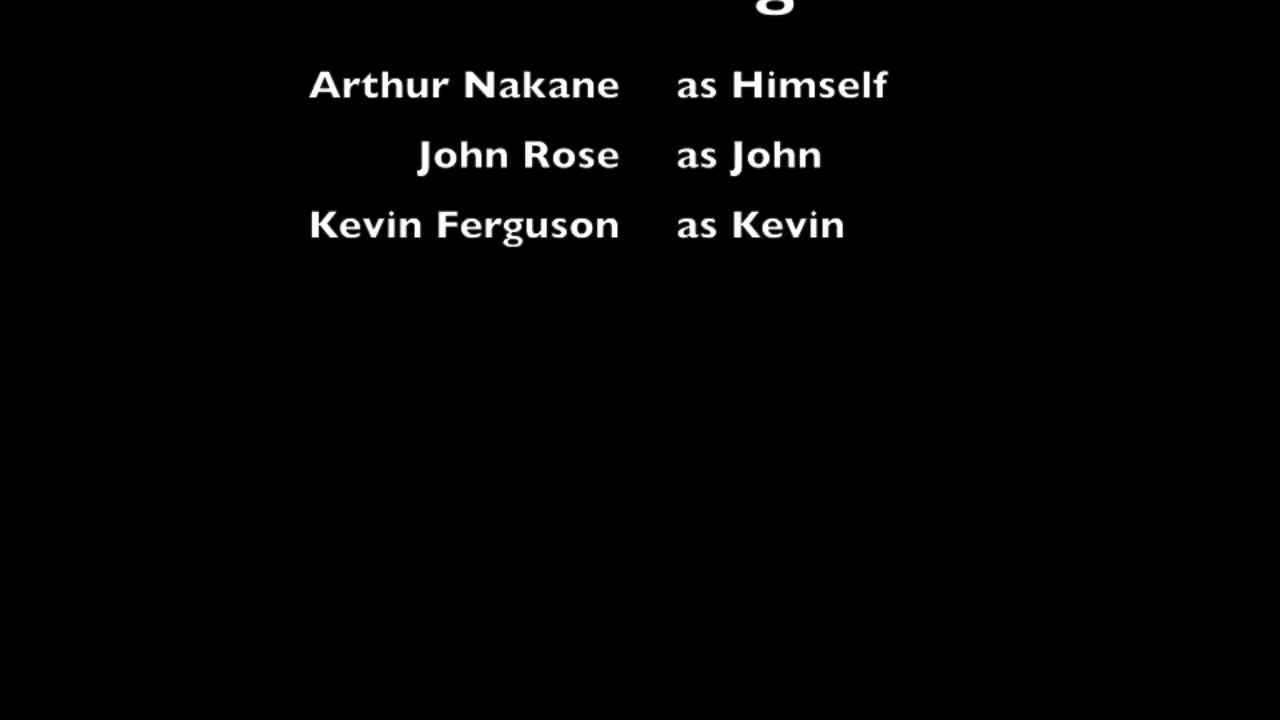 Arthur Nakane as Himself
John Rose as John
Kevin Ferguson as Kevin